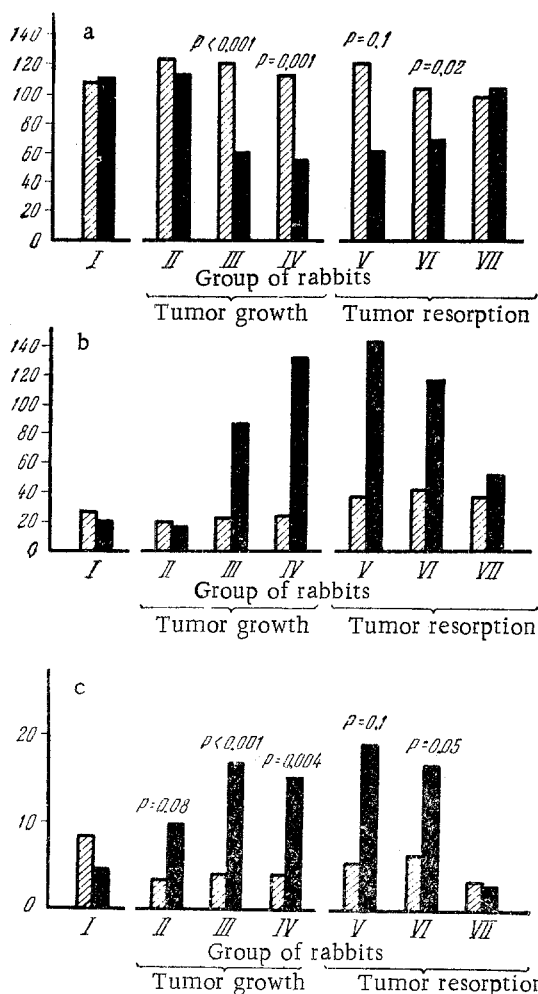 a
140
120
100
80
60
40
20
0
P<0.001
P=0.001
P=0.1
P=0.02
I II III IV V VI VII
Group of rabbits
Tumor growth Tumor resorption
b
140
120
100
80
60
40
20
0
I II III IV V VI VII
Group of rabbits
Tumor growth Tumor resorption
c
20
10
0
P=0.08
P<0.001
P=0.004
P=0.1
P=0.05
I II III IV V VI VII
Group of rabbits
Tumor growth Tumor resorption